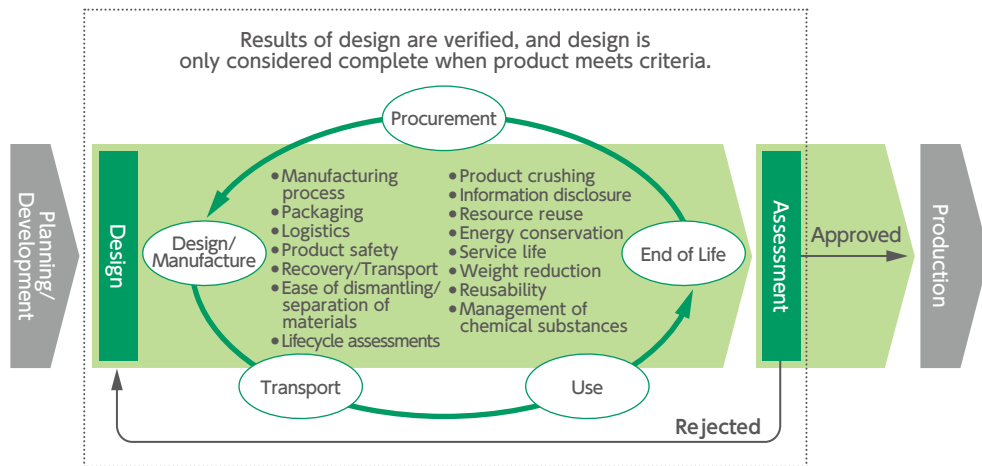 Results of design are verified, and design is
only considered complete when product meets criteria.
Planning/
Development
Design
Procurement
Design/
Manufacture
• Manufacturing
process
• Packaging
• Logistics
• Product safety
• Recovery/Transport
• Ease of dismantling/
separation of
materials
• Lifecycle assessments
• Product crushing
• Information disclosure
• Resource reuse
• Energy conservation
• Service life
• Weight reduction
• Reusability
• Management of
chemical substances
End of Life
Transport
Use
Assessment
Approved
Production
Rejected